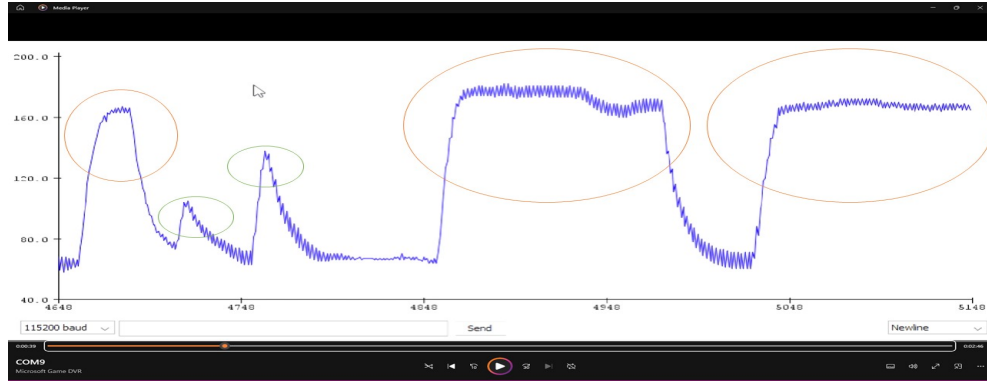 Media Player
200.0
160.0
120.0
80.0
40.0
4640 4740 4840 4940 5040 5140
115200 baud Send Newline
0:00:39 0:02:46
COM9
Microsoft Game DVR